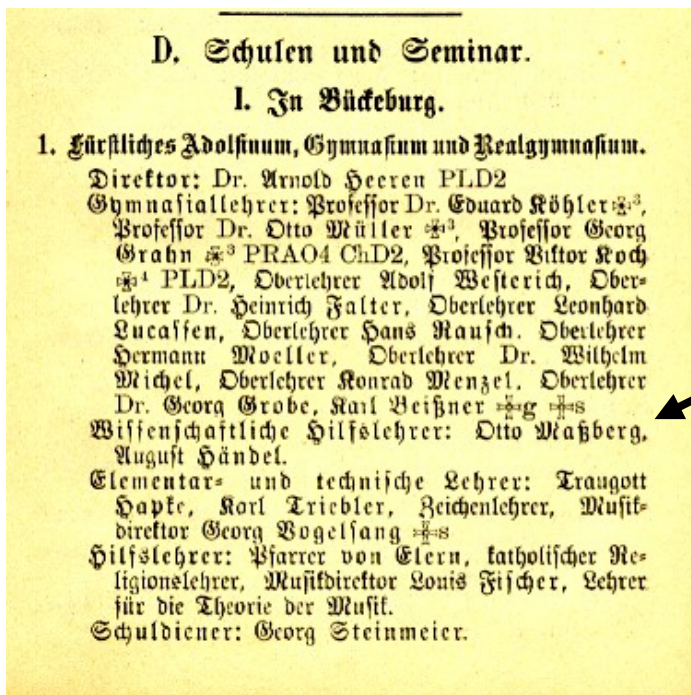 D. Schulen und Seminar.
I. In Bückeburg.
1. Fürstliches Adolfinum, Gymnasium und Realgymnasium.
Direktor: Dr. Arnold Heeren PLD2
Gymnasiallehrer: Professor Dr. Eduard Köhler ✠³,
Professor Dr. Otto Müller ✠³, Professor Georg
Grahn ✠³ PRAO4 ChD2, Professor Viktor Koch
✠⁴ PLD2, Oberlehrer Adolf Westerich, Ober-
lehrer Dr. Heinrich Falter, Oberlehrer Leonhard
Lucassen, Oberlehrer Hans Rausch. Oberlehrer
Hermann Moeller, Oberlehrer Dr. Wilhelm
Michel, Oberlehrer Konrad Menzel. Oberlehrer
Dr. Georg Grobe, Karl Beißner ✠g ✠s
Wissenschaftliche Hilfslehrer: Otto Maßberg,
August Händel.
Elementar- und technische Lehrer: Traugott
Hapke, Karl Triebler, Zeichenlehrer, Musik-
direktor Georg Vogelsang ✠s
Hilfslehrer: Pfarrer von Elern, katholischer Re-
ligionslehrer, Musikdirektor Louis Fischer, Lehrer
für die Theorie der Musik.
Schuldiener: Georg Steinmeier.